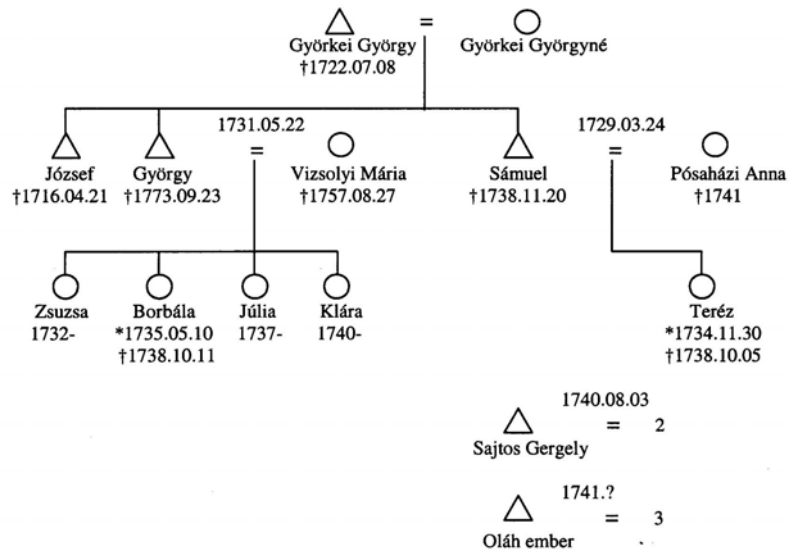 =
Györkei György Györkei Györgyné
†1722.07.08
1731.05.22 1729.03.24
= =
József György Vizsolyi Mária Sámuel Pósaházi Anna
†1716.04.21 †1773.09.23 †1757.08.27 †1738.11.20 †1741
Zsuzsa Borbála Júlia Klára Teréz
1732- *1735.05.10 1737- 1740- *1734.11.30
†1738.10.11 †1738.10.05
1740.08.03
= 2
Sajtos Gergely
1741.?
= 3
Oláh ember